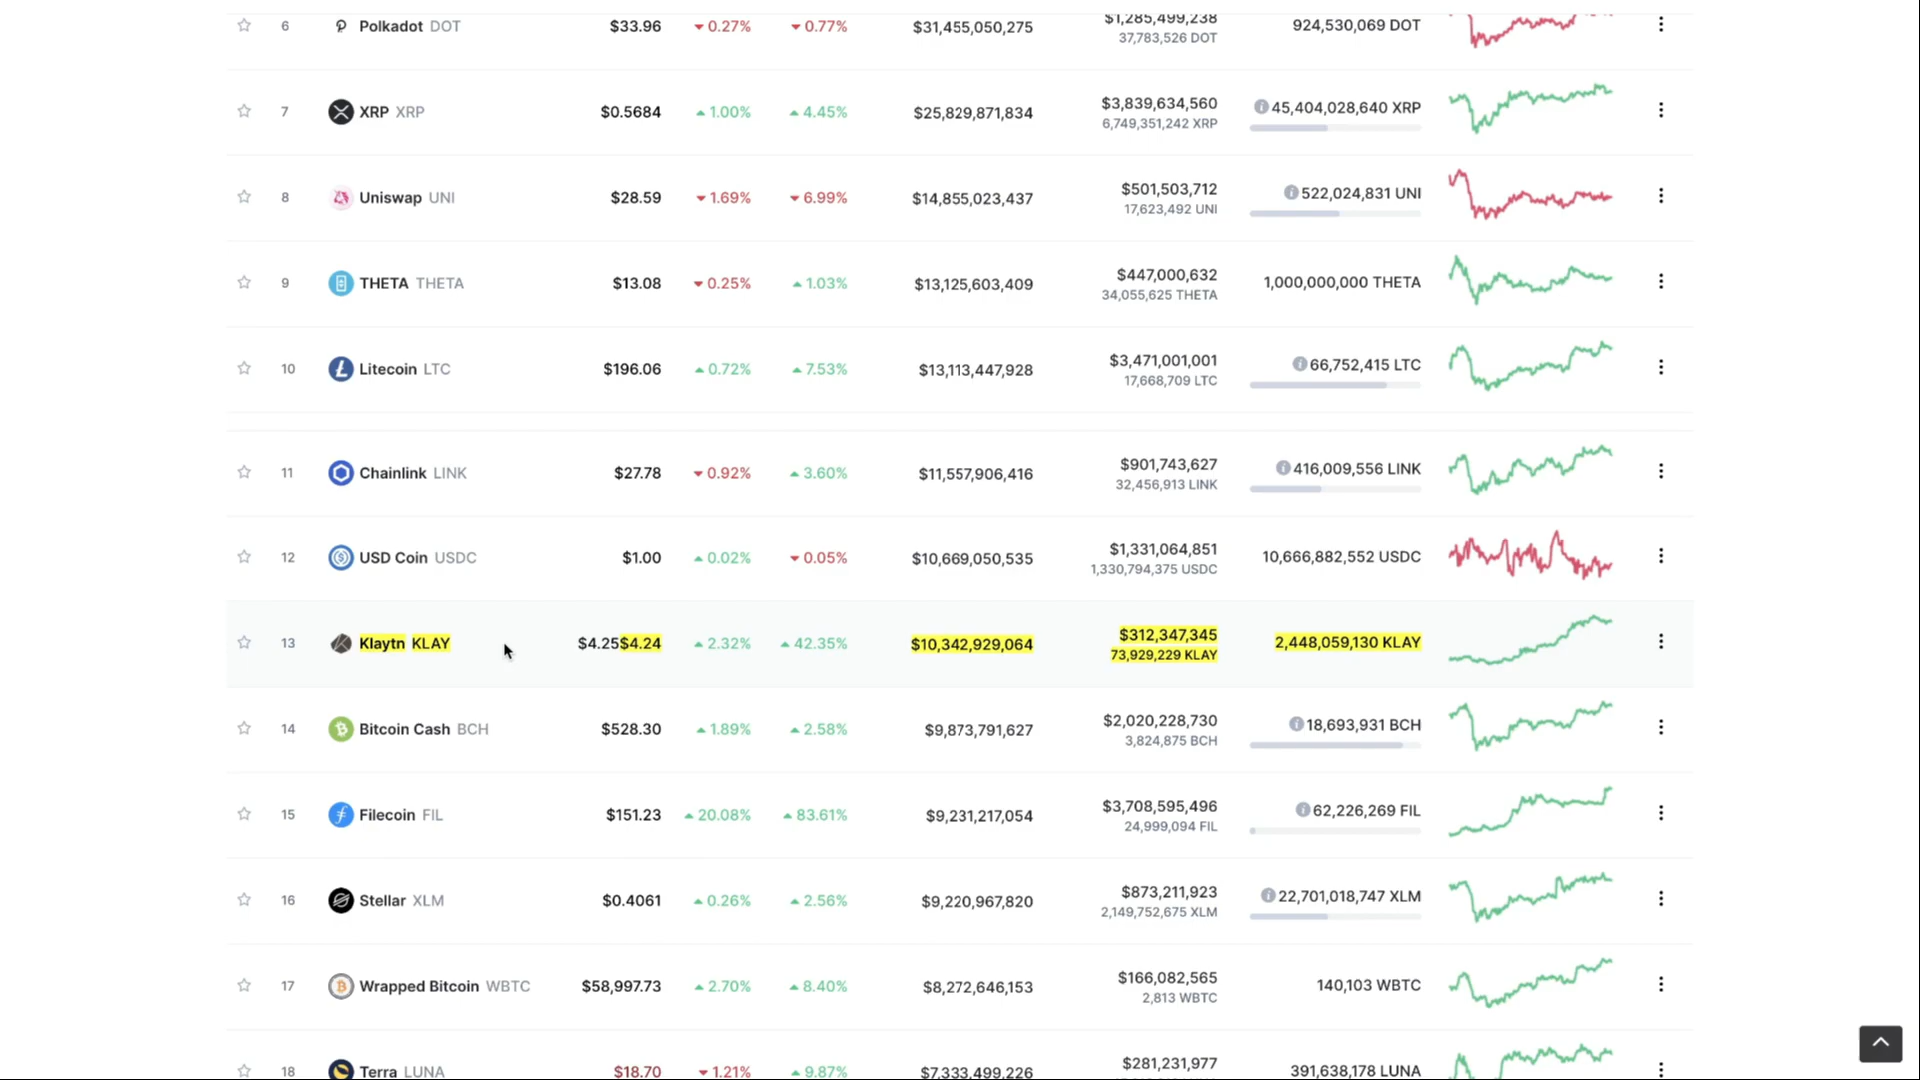 6 Polkadot DOT $33.96 0.27% 0.77% $31,455,050,275 $1,285,499,238 924,530,069 DOT
37,783,526 DOT
7 XRP XRP $0.5684 1.00% 4.45% $25,829,871,834 $3,839,634,560 45,404,028,640 XRP
6,749,351,242 XRP
8 Uniswap UNI $28.59 1.69% 6.99% $14,855,023,437 $501,503,712 522,024,831 UNI
17,623,492 UNI
9 THETA THETA $13.08 0.25% 1.03% $13,125,603,409 $447,000,632 1,000,000,000 THETA
34,055,625 THETA
10 Litecoin LTC $196.06 0.72% 7.53% $13,113,447,928 $3,471,001,001 66,752,415 LTC
17,668,709 LTC
11 Chainlink LINK $27.78 0.92% 3.60% $11,557,906,416 $901,743,627 416,009,556 LINK
32,456,913 LINK
12 USD Coin USDC $1.00 0.02% 0.05% $10,669,050,535 $1,331,064,851 10,666,882,552 USDC
1,330,794,375 USDC
13 Klaytn KLAY $4.25$4.24 2.32% 42.35% $10,342,929,064 $312,347,345 2,448,059,130 KLAY
73,929,229 KLAY
14 Bitcoin Cash BCH $528.30 1.89% 2.58% $9,873,791,627 $2,020,228,730 18,693,931 BCH
3,824,875 BCH
15 Filecoin FIL $151.23 20.08% 83.61% $9,231,217,054 $3,708,595,496 62,226,269 FIL
24,999,094 FIL
16 Stellar XLM $0.4061 0.26% 2.56% $9,220,967,820 $873,211,923 22,701,018,747 XLM
2,149,752,675 XLM
17 Wrapped Bitcoin WBTC $58,997.73 2.70% 8.40% $8,272,646,153 $166,082,565 140,103 WBTC
2,813 WBTC
18 Terra LUNA $18.70 1.21% 9.87% $7,333,499,226 $281,231,977 391,638,178 LUNA